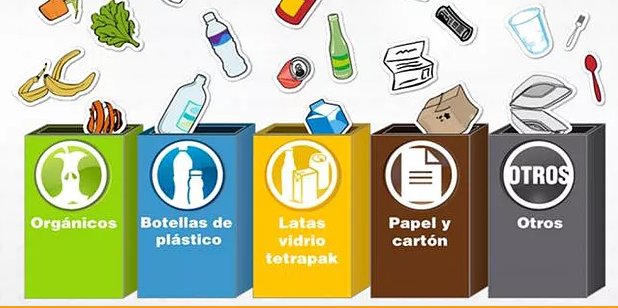 OTROS
Orgánicos
Botellas de
plástico
Latas
vidrio
tetrapak
Papel y
cartón
Otros